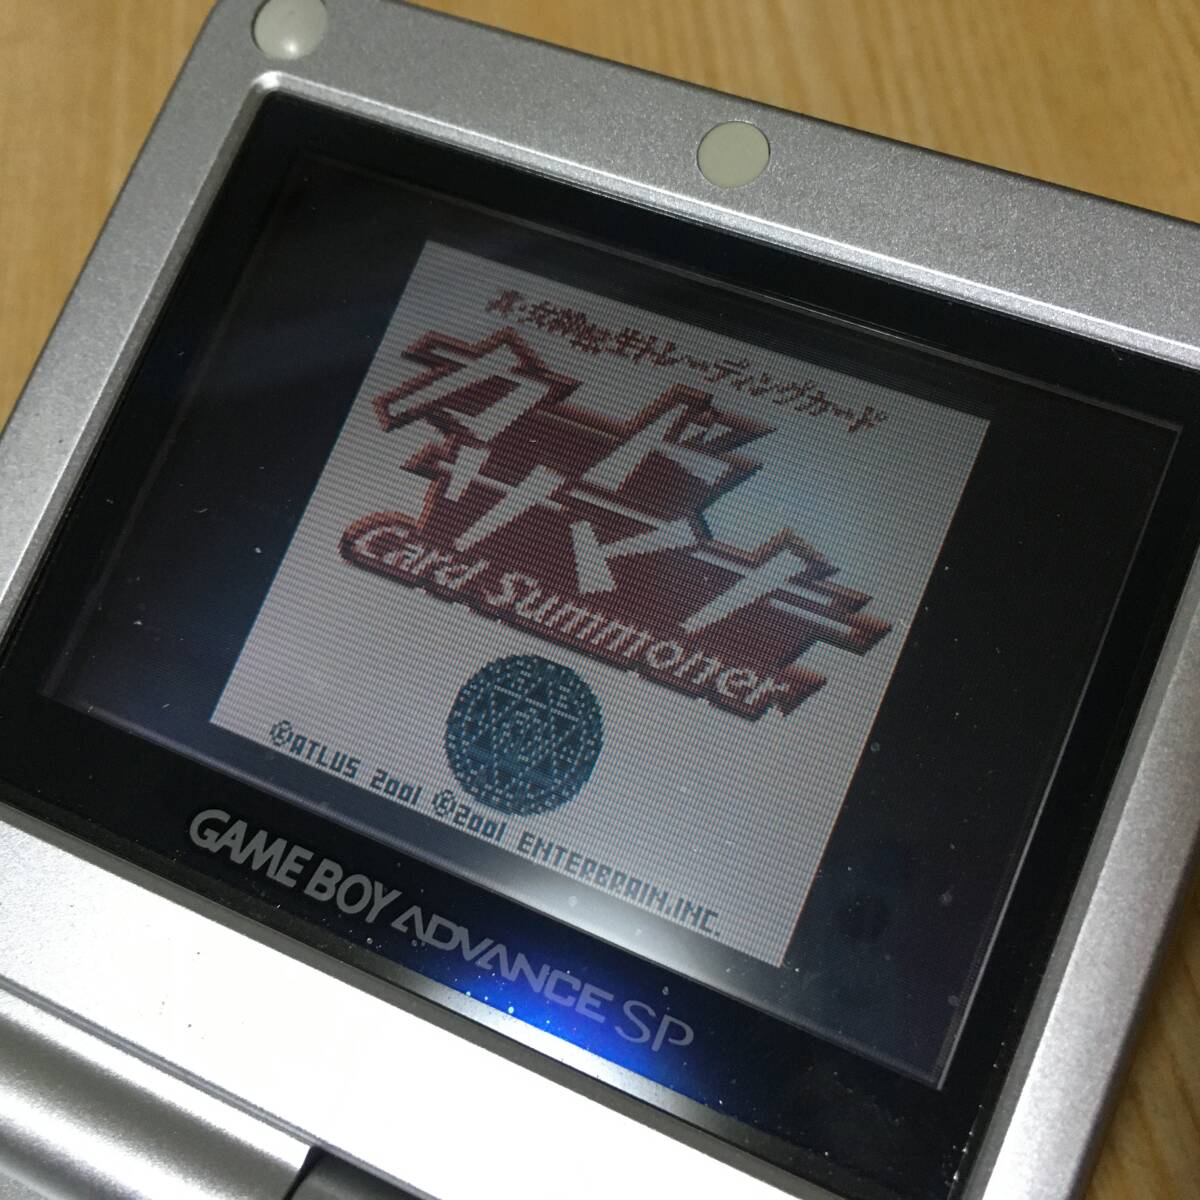 真・女神転生トレーディングカード
カード
サマナー
Card Summoner
©ATLUS 2001 ©2001 ENTERBRAIN,INC.
GAME BOY ADVANCE SP